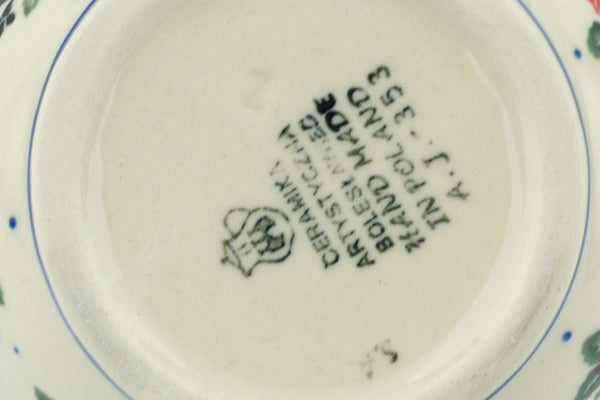 CERAMIKA
ARTYSTYCZNA
BOLESŁAWIEC
HAND MADE
IN POLAND
A.J. - 353